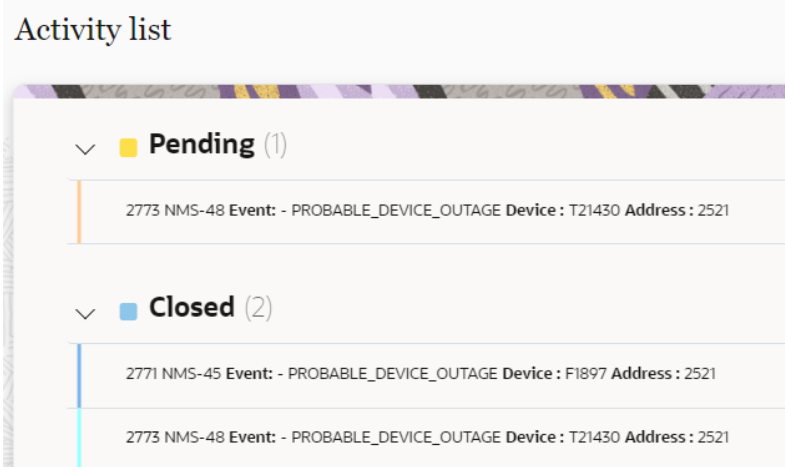 Activity list
Pending (1)
2773 NMS-48 Event: - PROBABLE_DEVICE_OUTAGE Device : T21430 Address : 2521
Closed (2)
2771 NMS-45 Event: - PROBABLE_DEVICE_OUTAGE Device : F1897 Address : 2521
2773 NMS-48 Event: - PROBABLE_DEVICE_OUTAGE Device : T21430 Address : 2521